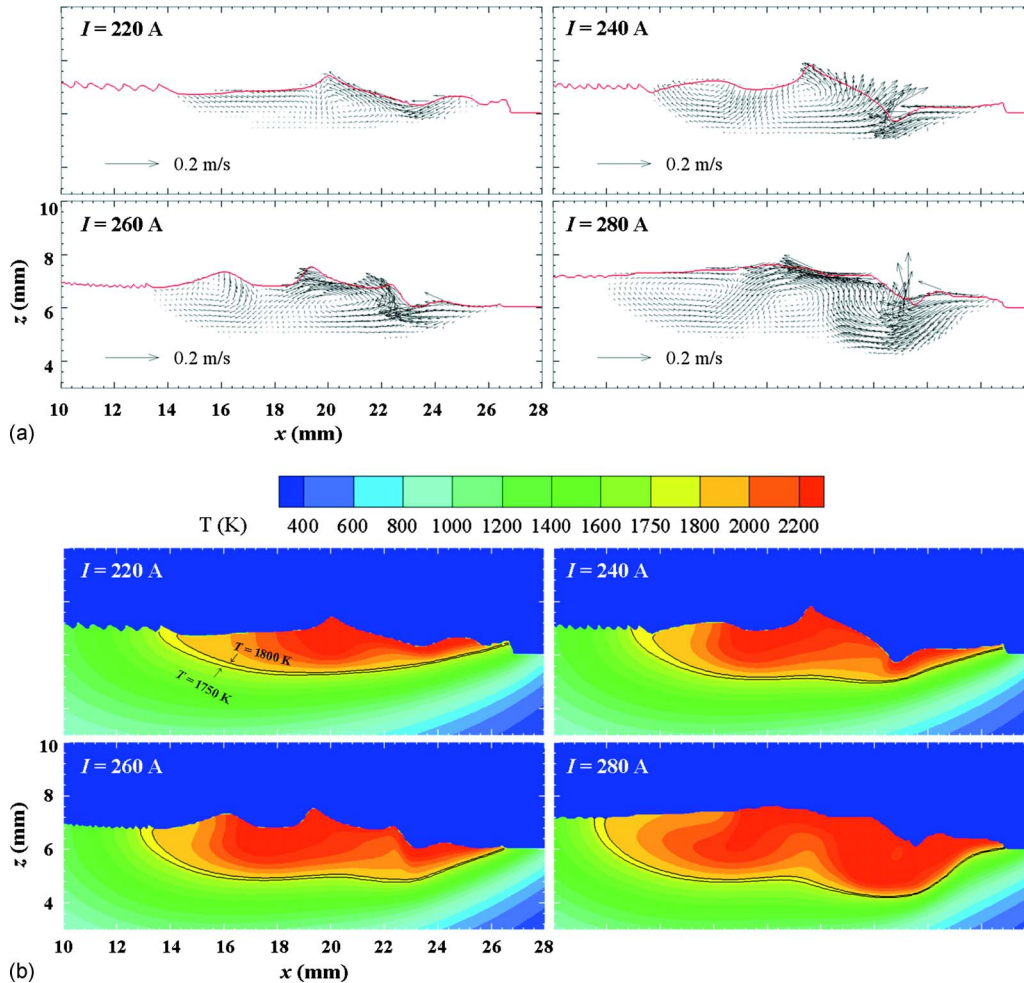 I = 220 A
I = 240 A
0.2 m/s
0.2 m/s
I = 260 A
I = 280 A
10
8
6
4
z (mm)
0.2 m/s
0.2 m/s
10 12 14 16 18 20 22 24 26 28
x (mm)
(a)
T (K)
400 600 800 1000 1200 1400 1600 1750 1800 2000 2200
I = 220 A
I = 240 A
T = 1800 K
T = 1750 K
I = 260 A
I = 280 A
10
8
6
4
z (mm)
10 12 14 16 18 20 22 24 26 28
x (mm)
(b)